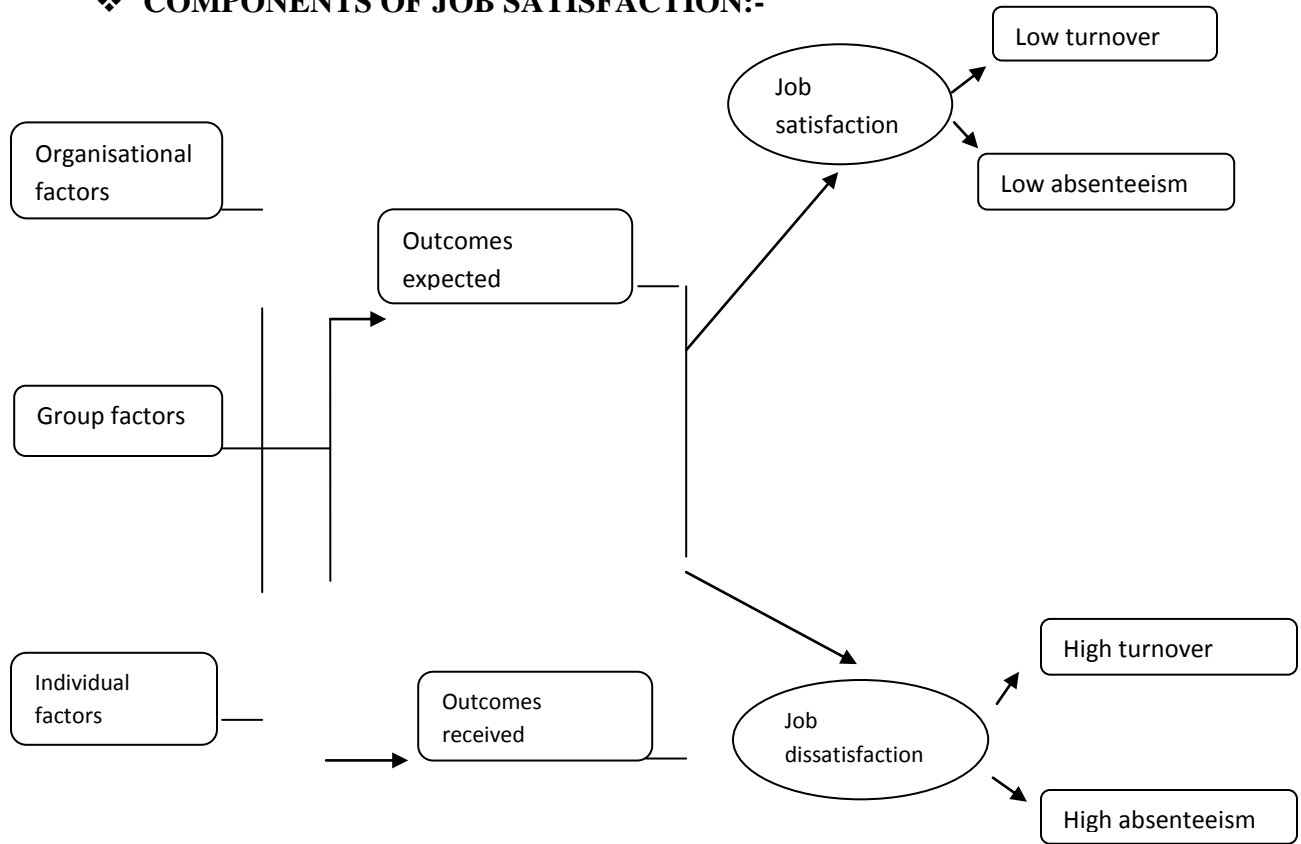 ❖ COMPONENTS OF JOB SATISFACTION:-
Low turnover
Job
satisfaction
Organisational
factors
Low absenteeism
Outcomes
expected
Group factors
High turnover
Individual
factors
Outcomes
received
Job
dissatisfaction
High absenteeism